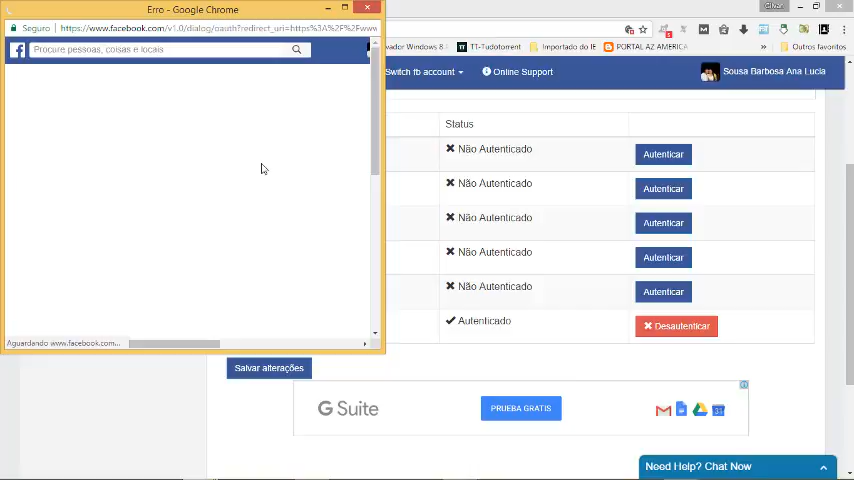 Erro - Google Chrome
Seguro
https://www.facebook.com/v1.0/dialog/oauth?redirect_uri=https%3A%2F%2Fwww
Procure pessoas, coisas e locais
Aguardando www.facebook.com...
Gilvan
vador Windows 8
TT-Tudotorrent
Importado do IE
PORTAL AZ AMERICA
»
Outros favoritos
Switch fb account
Online Support
Sousa Barbosa Ana Lucia
Status
Não Autenticado
Autenticar
Não Autenticado
Autenticar
Não Autenticado
Autenticar
Não Autenticado
Autenticar
Não Autenticado
Autenticar
Autenticado
Desautenticar
Salvar alterações
G Suite
PRUEBA GRATIS
31
Need Help? Chat Now